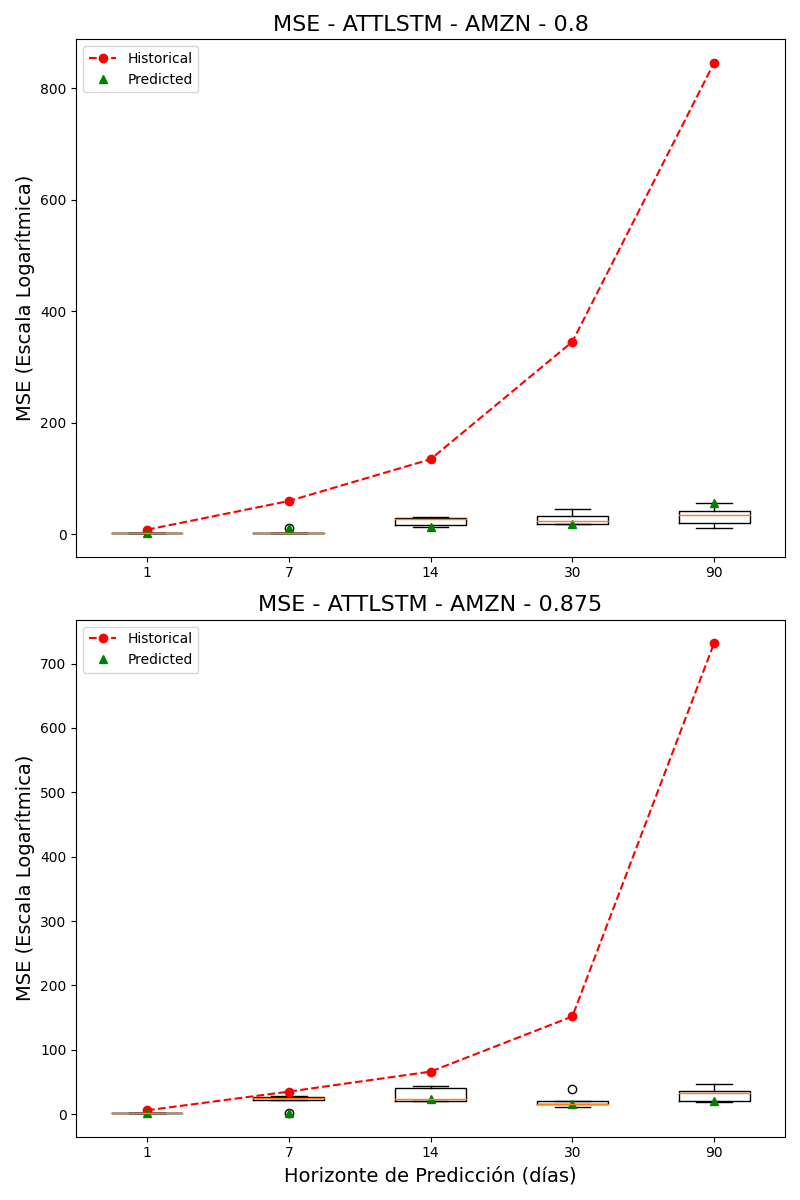 MSE - ATTLSTM - AMZN - 0.8
Historical
Predicted
MSE (Escala Logarítmica)
800
600
400
200
0
1 7 14 30 90
MSE - ATTLSTM - AMZN - 0.875
Historical
Predicted
MSE (Escala Logarítmica)
700
600
500
400
300
200
100
0
1 7 14 30 90
Horizonte de Predicción (días)